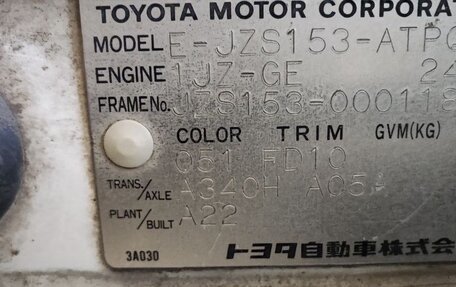 TOYOTA MOTOR CORPORAT
MODEL E-JZS153-ATPQ
ENGINE 1JZ-GE 24
FRAME No. JZS153-000118
COLOR TRIM GVM(KG)
051 FD10
TRANS./AXLE A340H A05A
PLANT/BUILT A22
3A030 トヨタ自動車株式会